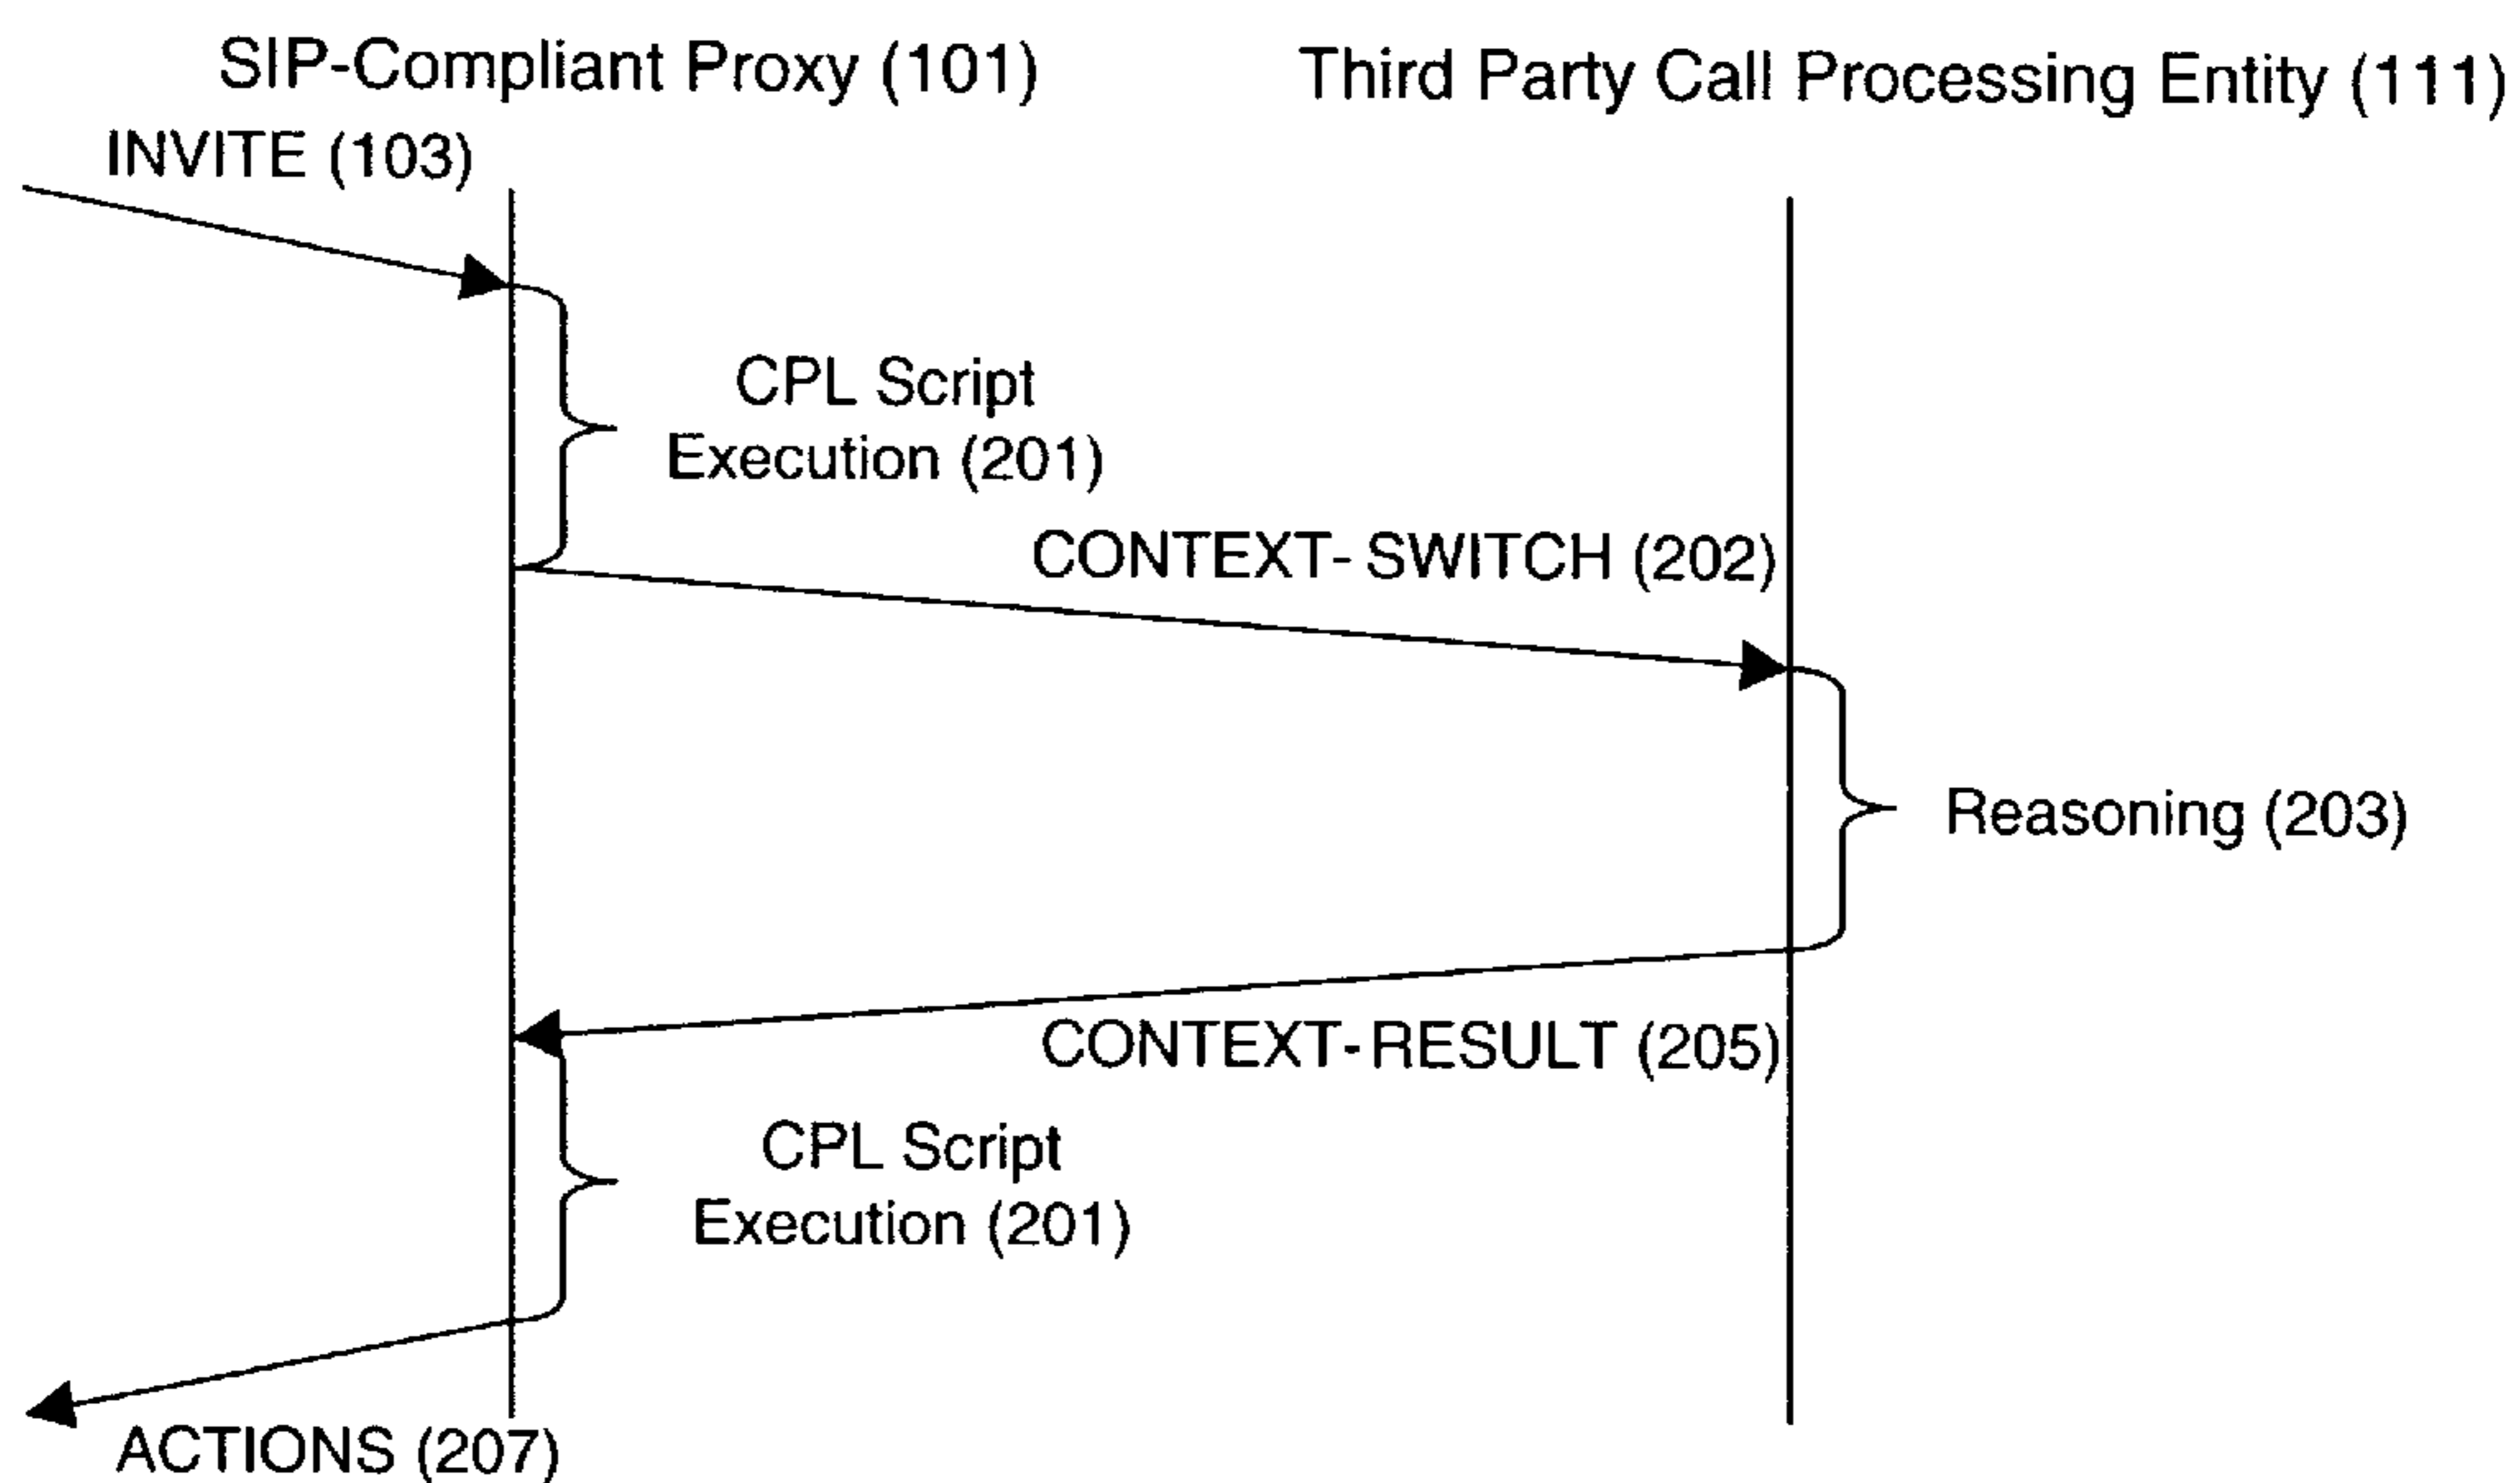 SIP-Compliant Proxy (101)
Third Party Call Processing Entity (111)
INVITE (103)
CPL Script
Execution (201)
CONTEXT- SWITCH (202)
Reasoning (203)
CONTEXT-RESULT (205)
CPL Script
Execution (201)
ACTIONS (207)